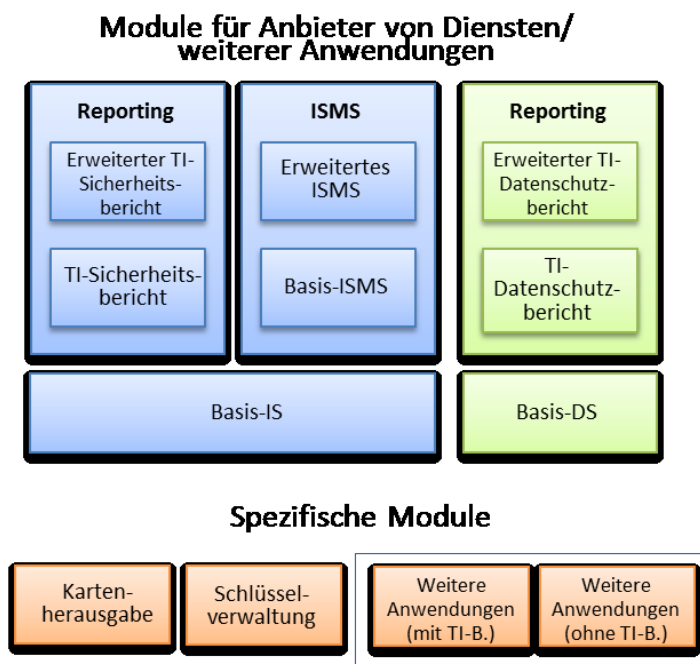 Module für Anbieter von Diensten/
weiterer Anwendungen
Reporting
Erweiterter TI-
Sicherheits-
bericht
TI-Sicherheits-
bericht
ISMS
Erweitertes
ISMS
Basis-ISMS
Reporting
Erweiterter TI-
Datenschutz-
bericht
TI-
Datenschutz-
bericht
Basis-IS
Basis-DS
Spezifische Module
Karten-
herausgabe
Schlüssel-
verwaltung
Weitere
Anwendungen
(mit TI-B.)
Weitere
Anwendungen
(ohne TI-B.)